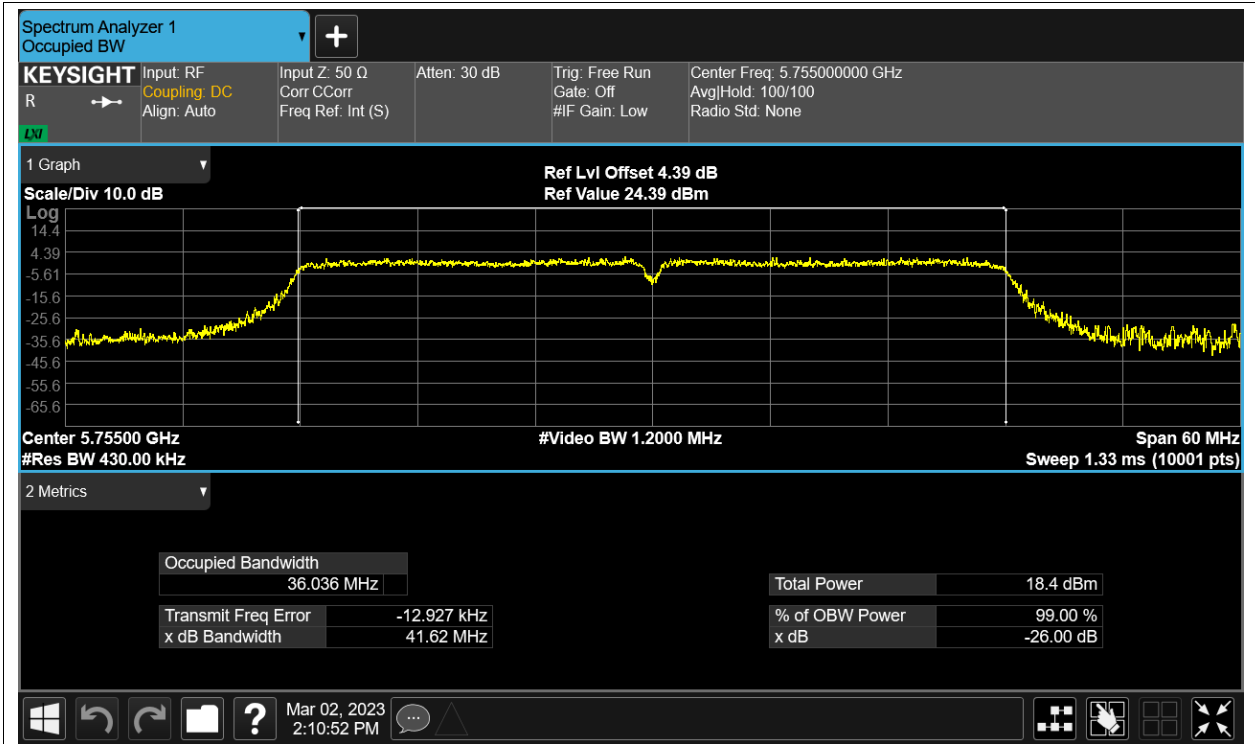 Spectrum Analyzer 1
Occupied BW
▼
+
KEYSIGHT
R
LXI
Input: RF
Coupling: DC
Align: Auto
Input Z: 50 Ω
Corr CCorr
Freq Ref: Int (S)
Atten: 30 dB
Trig: Free Run
Gate: Off
#IF Gain: Low
Center Freq: 5.755000000 GHz
Avg|Hold: 100/100
Radio Std: None
1 Graph ▼
Scale/Div 10.0 dB
Ref Lvl Offset 4.39 dB
Ref Value 24.39 dBm
Log
14.4
4.39
-5.61
-15.6
-25.6
-35.6
-45.6
-55.6
-65.6
Center 5.75500 GHz
#Res BW 430.00 kHz
#Video BW 1.2000 MHz
Span 60 MHz
Sweep 1.33 ms (10001 pts)
2 Metrics ▼
Occupied Bandwidth
36.036 MHz
Transmit Freq Error -12.927 kHz
x dB Bandwidth 41.62 MHz
Total Power 18.4 dBm
% of OBW Power 99.00 %
x dB -26.00 dB
?
Mar 02, 2023
2:10:52 PM